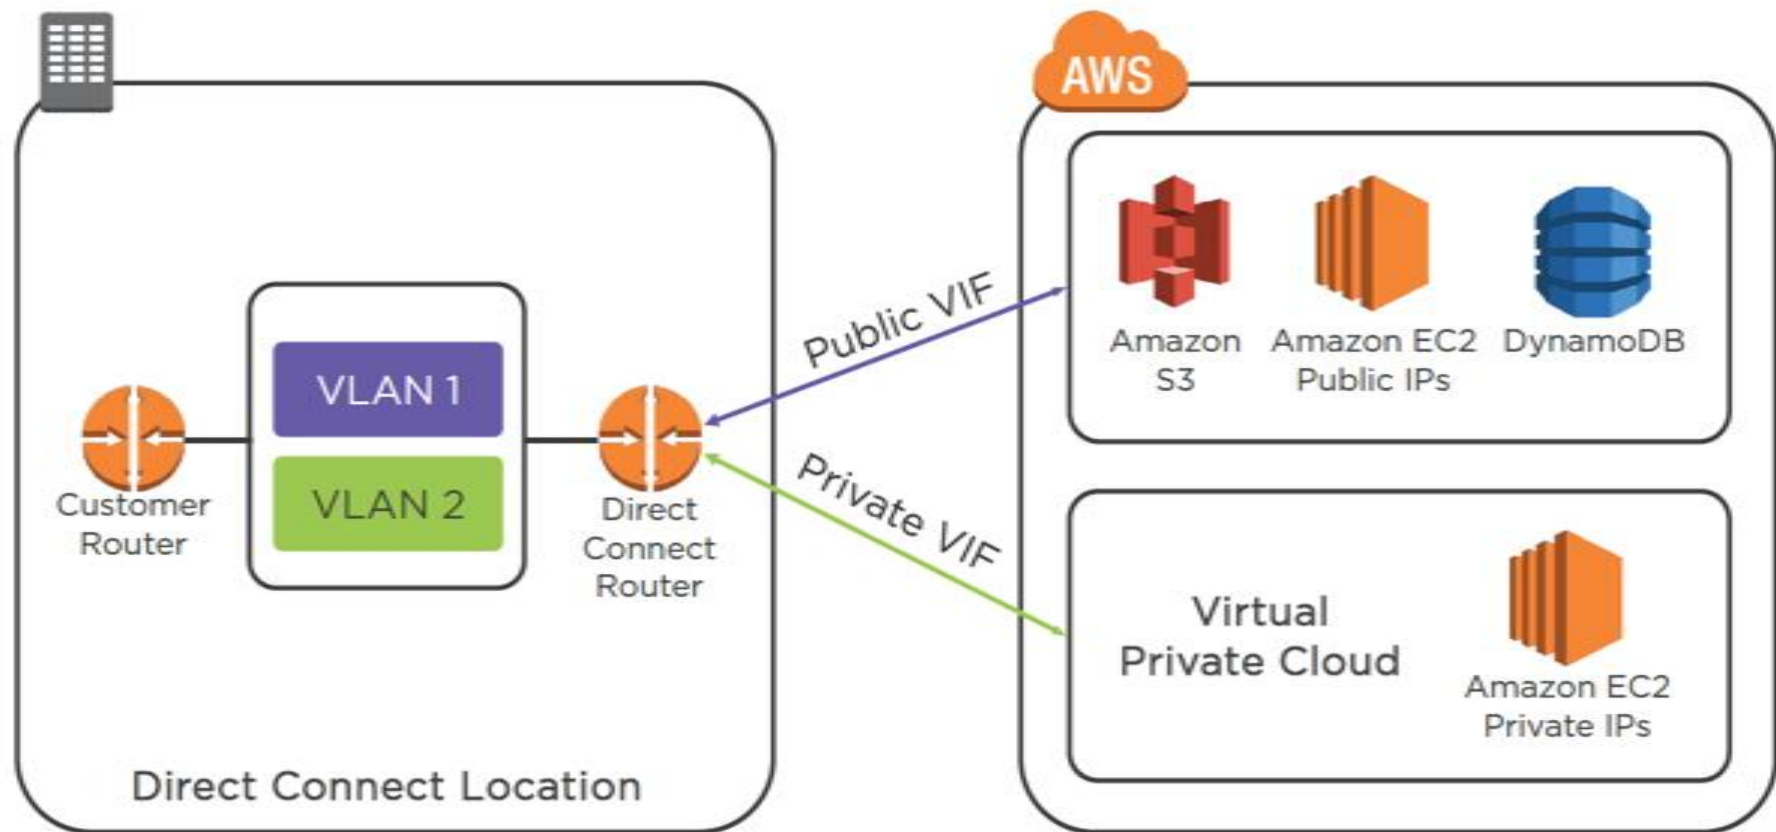 AWS
Amazon
S3
Amazon EC2
Public IPs
DynamoDB
Public VIF
VLAN 1
VLAN 2
Customer
Router
Direct
Connect
Router
Private VIF
Virtual
Private Cloud
Amazon EC2
Private IPs
Direct Connect Location